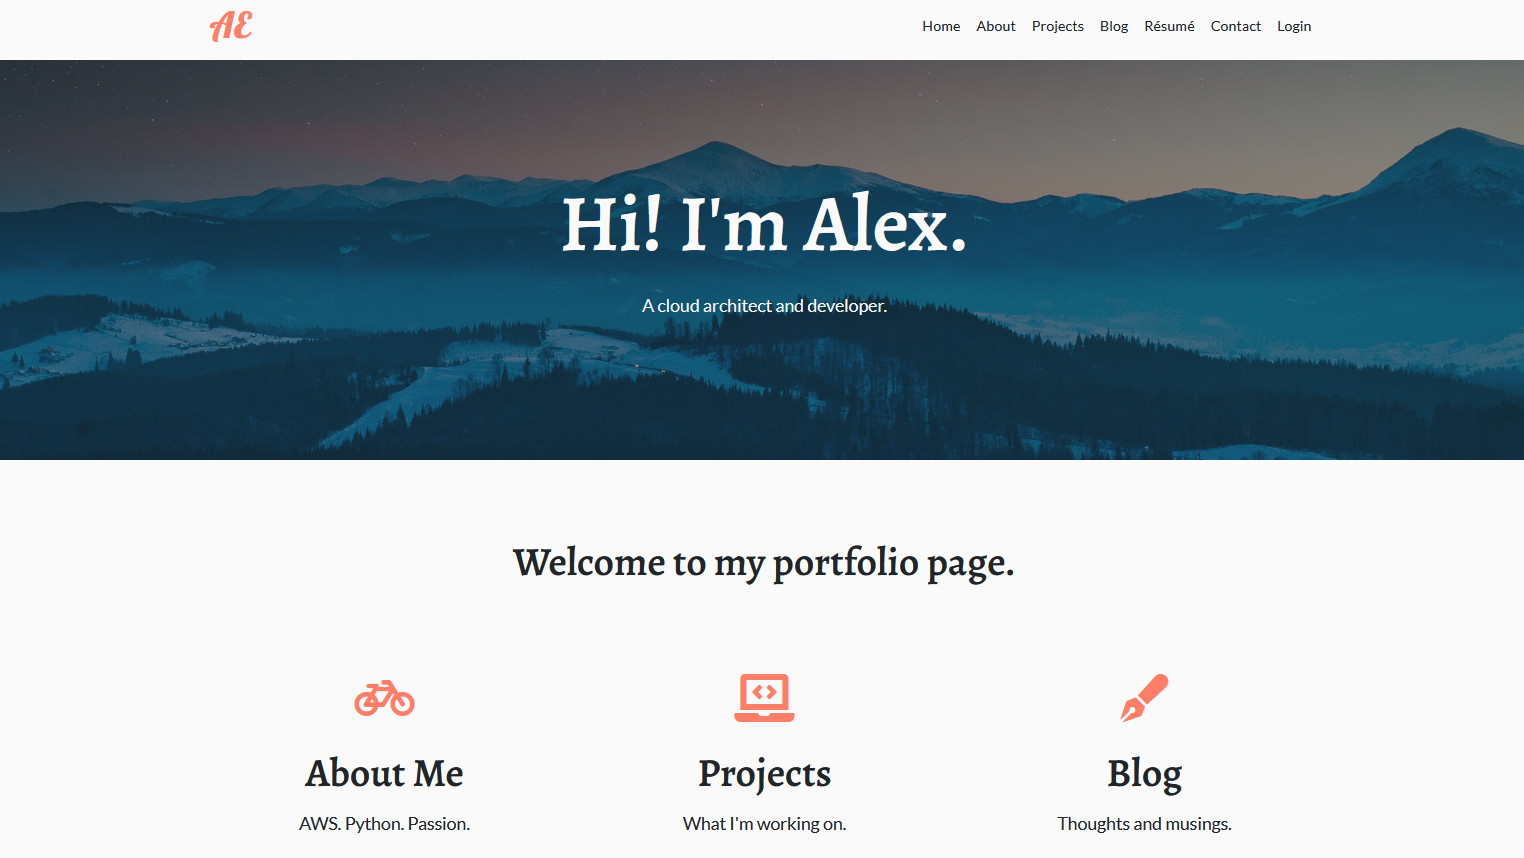 AE
Home About Projects Blog Résumé Contact Login
Hi! I'm Alex.
A cloud architect and developer.
Welcome to my portfolio page.
About Me Projects Blog
AWS. Python. Passion. What I'm working on. Thoughts and musings.